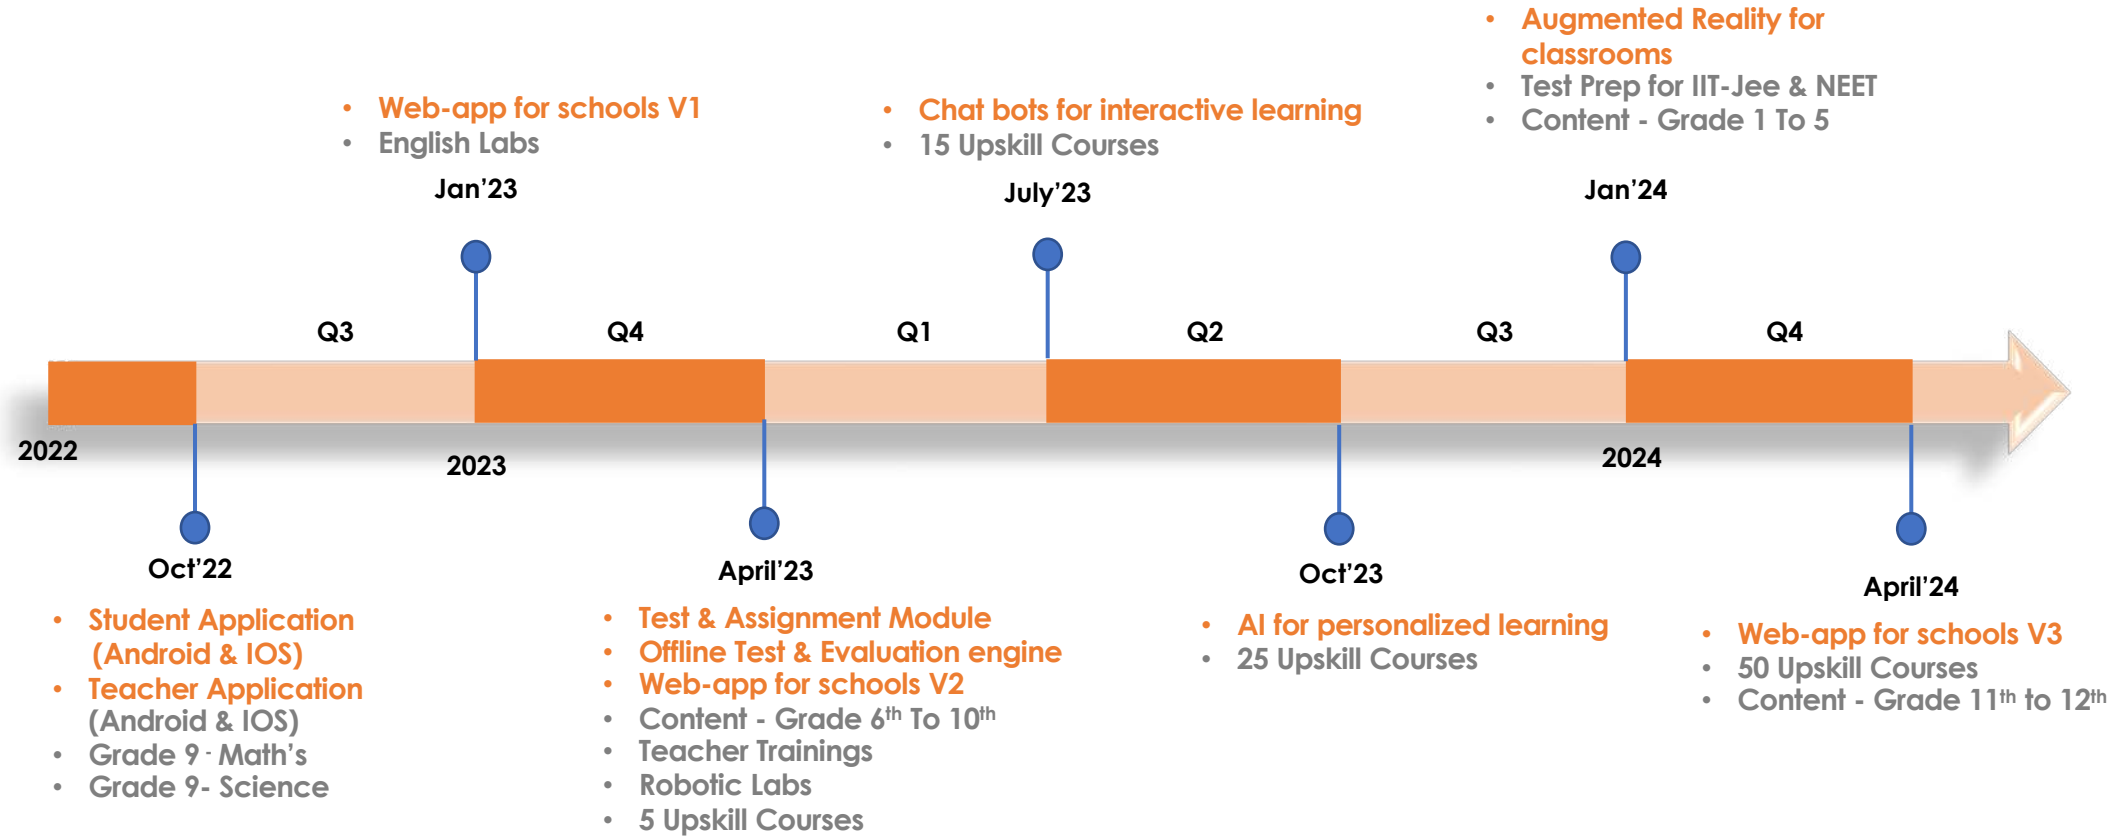 • Augmented Reality for
classrooms
• Test Prep for IIT-Jee & NEET
• Content - Grade 1 To 5
• Web-app for schools V1
• English Labs
• Chat bots for interactive learning
• 15 Upskill Courses
Jan’23
July’23
Jan’24
Q3
Q4
Q1
Q2
Q3
Q4
2022
2023
2024
Oct’22
• Student Application
(Android & IOS)
• Teacher Application
(Android & IOS)
• Grade 9 - Math’s
• Grade 9- Science
April’23
• Test & Assignment Module
• Offline Test & Evaluation engine
• Web-app for schools V2
• Content - Grade 6th To 10th
• Teacher Trainings
• Robotic Labs
• 5 Upskill Courses
Oct’23
• AI for personalized learning
• 25 Upskill Courses
April’24
• Web-app for schools V3
• 50 Upskill Courses
• Content - Grade 11th to 12th